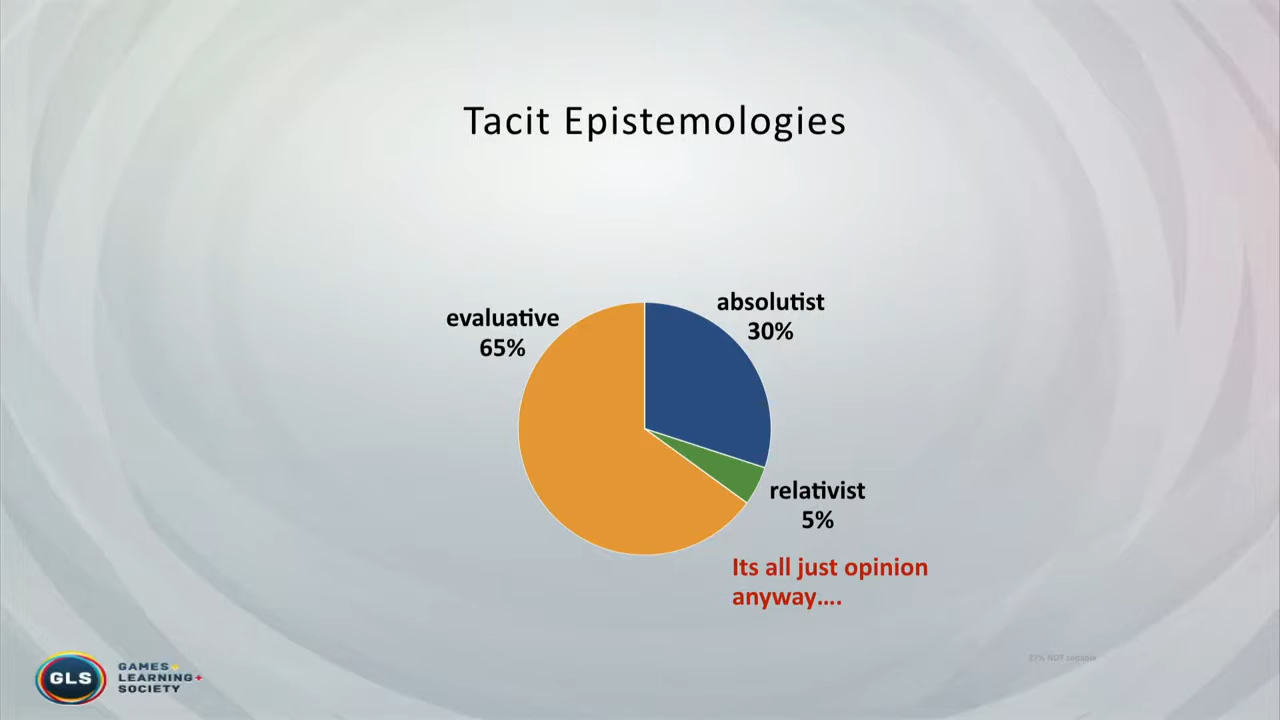 Tacit Epistemologies
evaluative
65%
absolutist
30%
relativist
5%
Its all just opinion
anyway....
GLS
GAMES+
LEARNING+
SOCIETY